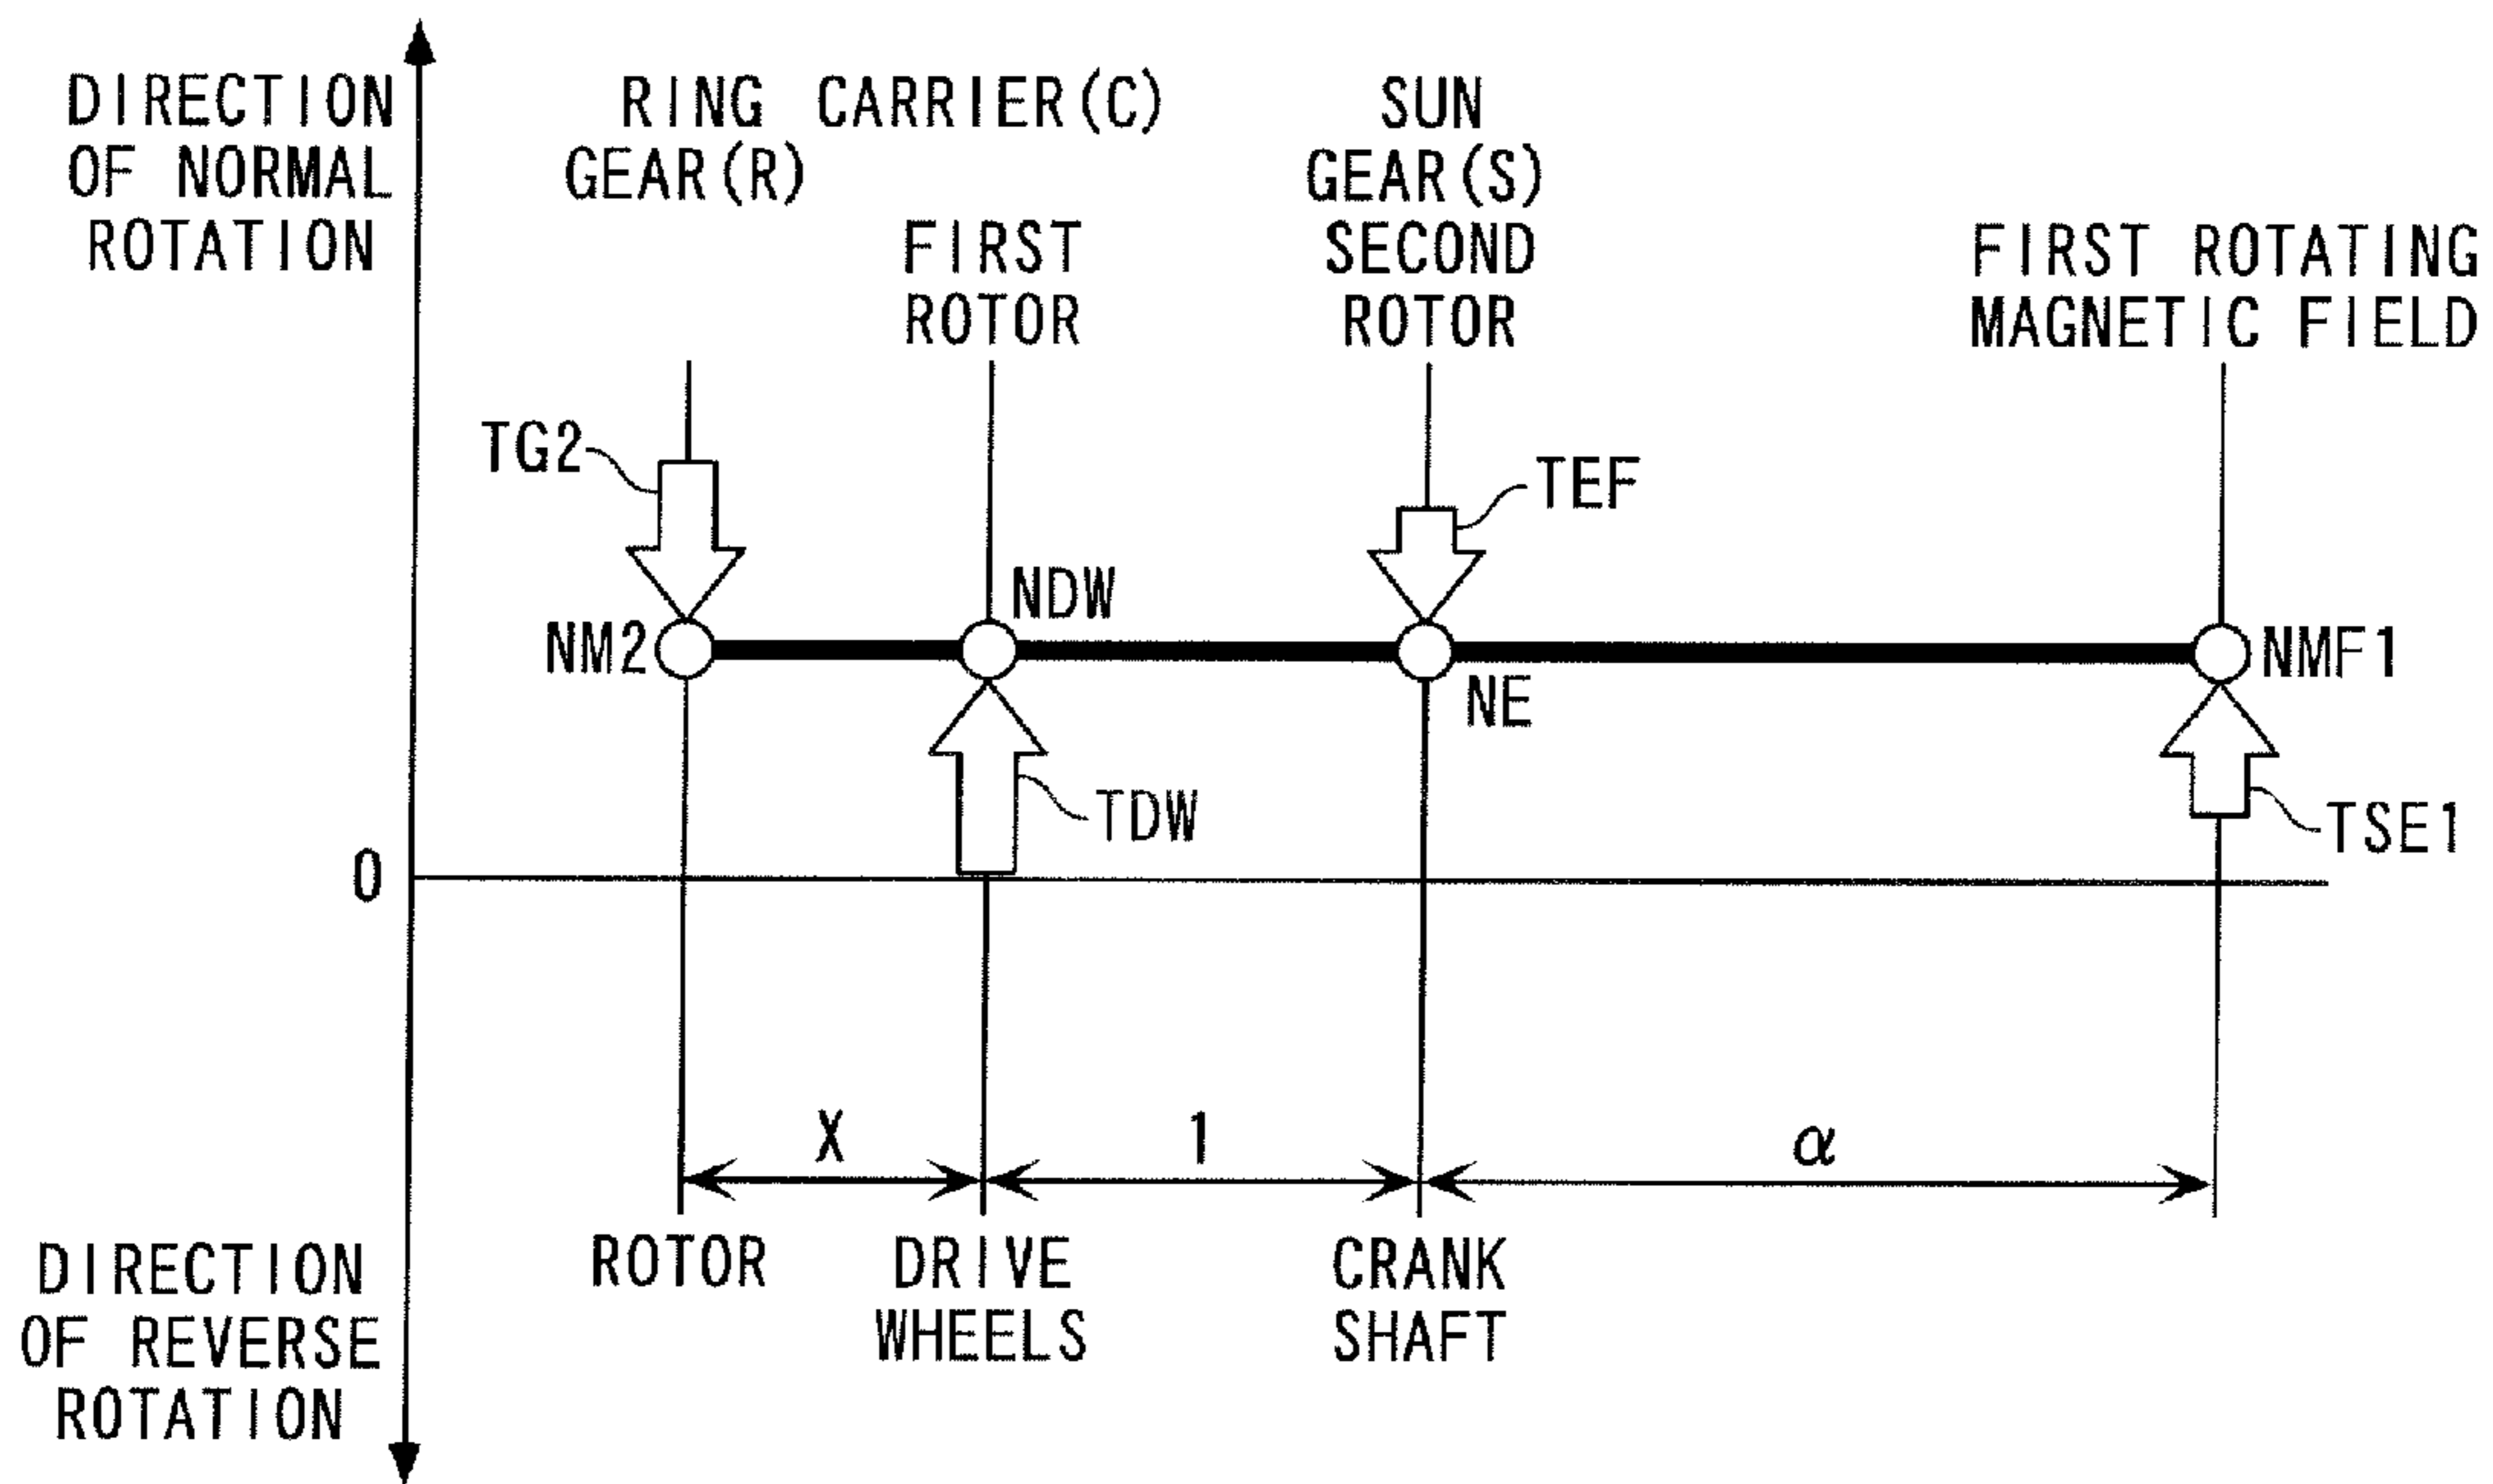 DIRECTION
OF NORMAL
ROTATION
RING
GEAR(R)
CARRIER(C)
FIRST
ROTOR
SUN
GEAR(S)
SECOND
ROTOR
FIRST ROTATING
MAGNETIC FIELD
TG2
TEF
NDW
NM2
NMF1
NE
TDW
TSE1
0
X
1
α
ROTOR
DRIVE
WHEELS
CRANK
SHAFT
DIRECTION
OF REVERSE
ROTATION